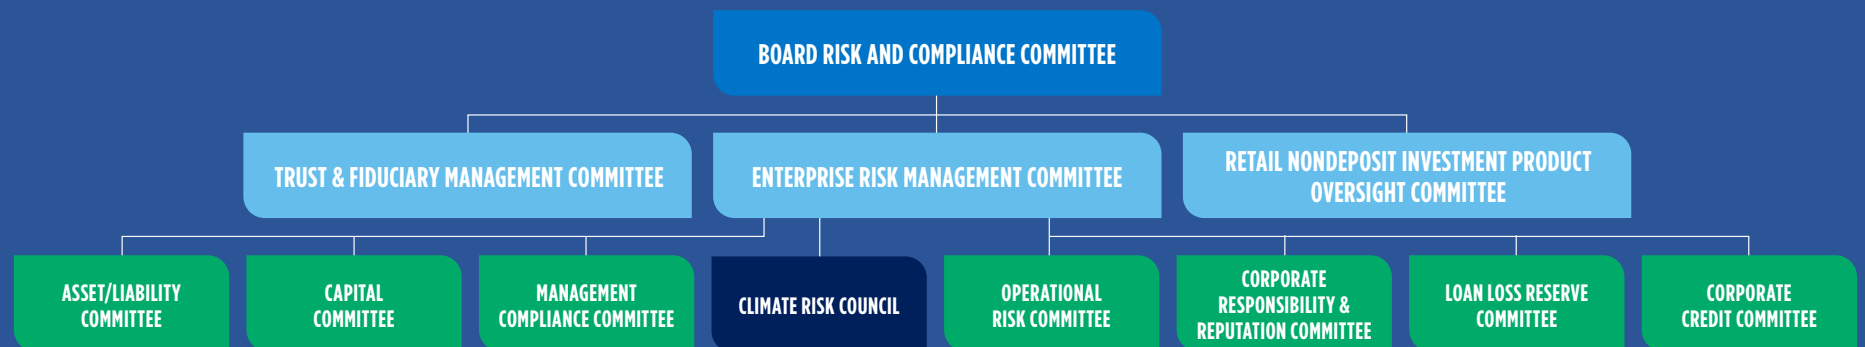 BOARD RISK AND COMPLIANCE COMMITTEE
TRUST & FIDUCIARY MANAGEMENT COMMITTEE
ENTERPRISE RISK MANAGEMENT COMMITTEE
RETAIL NONDEPOSIT INVESTMENT PRODUCT
OVERSIGHT COMMITTEE
ASSET/LIABILITY
COMMITTEE
CAPITAL
COMMITTEE
MANAGEMENT
COMPLIANCE COMMITTEE
CLIMATE RISK COUNCIL
OPERATIONAL
RISK COMMITTEE
CORPORATE
RESPONSIBILITY &
REPUTATION COMMITTEE
LOAN LOSS RESERVE
COMMITTEE
CORPORATE
CREDIT COMMITTEE